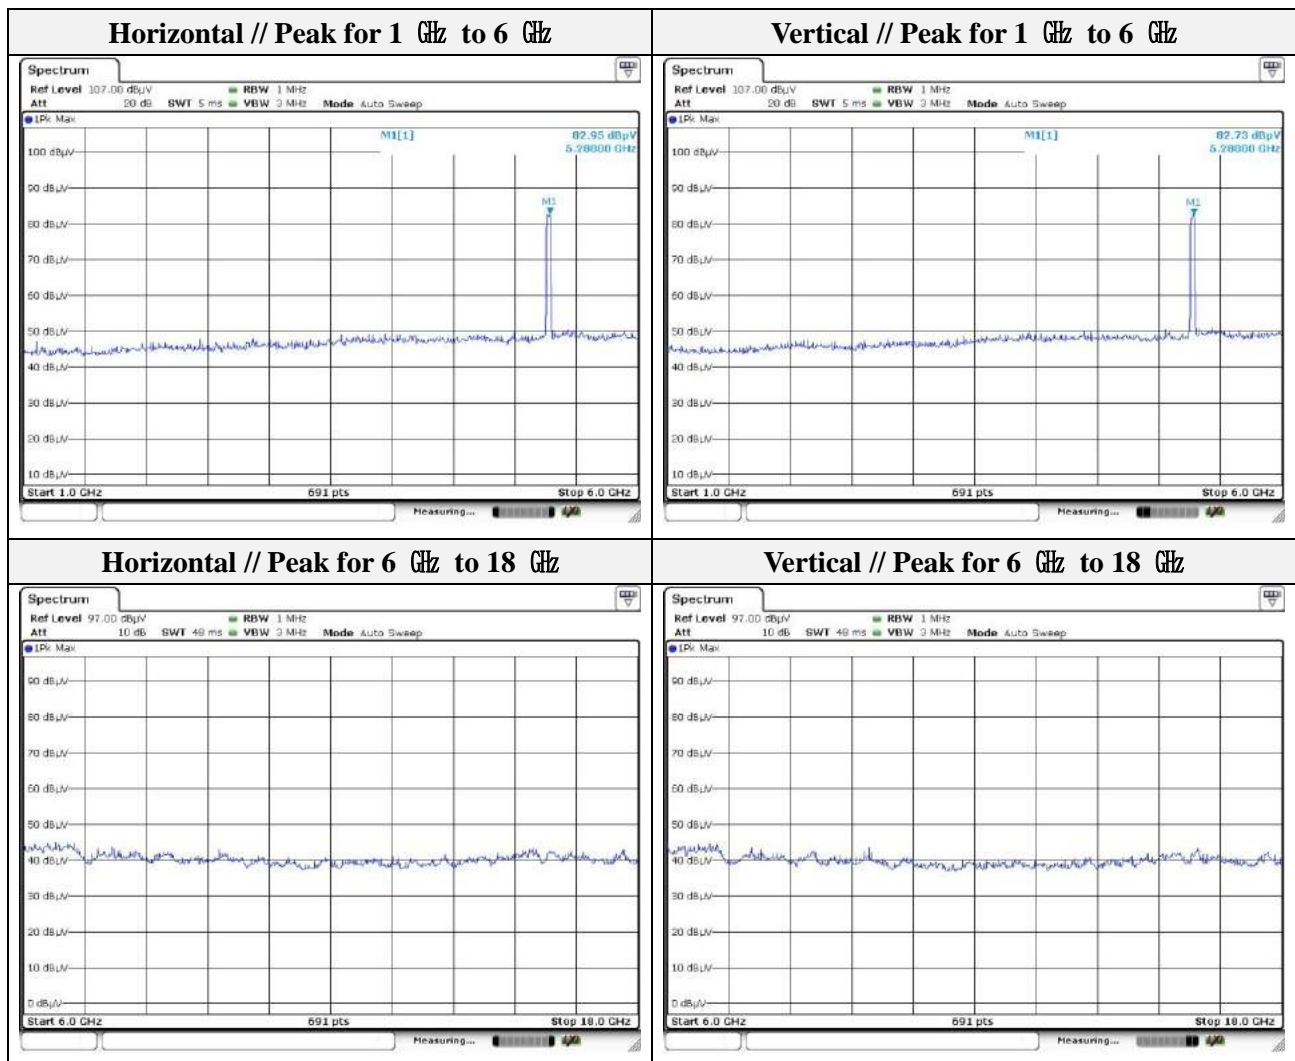 Horizontal // Peak for 1 ㎓ to 6 ㎓
Vertical // Peak for 1 ㎓ to 6 ㎓
Spectrum
Ref Level 107.00 dBµV RBW 1 MHz
Att 20 dB SWT 5 ms VBW 3 MHz Mode Auto Sweep
1Pk Max
M1[1] 82.95 dBµV
5.28000 GHz
M1
100 dBµV
90 dBµV
80 dBµV
70 dBµV
60 dBµV
50 dBµV
40 dBµV
30 dBµV
20 dBµV
10 dBµV
Start 1.0 GHz 691 pts Stop 6.0 GHz
Measuring...
Spectrum
Ref Level 107.00 dBµV RBW 1 MHz
Att 20 dB SWT 5 ms VBW 3 MHz Mode Auto Sweep
1Pk Max
M1[1] 82.73 dBµV
5.28000 GHz
M1
100 dBµV
90 dBµV
80 dBµV
70 dBµV
60 dBµV
50 dBµV
40 dBµV
30 dBµV
20 dBµV
10 dBµV
Start 1.0 GHz 691 pts Stop 6.0 GHz
Measuring...
Horizontal // Peak for 6 ㎓ to 18 ㎓
Vertical // Peak for 6 ㎓ to 18 ㎓
Spectrum
Ref Level 97.00 dBµV RBW 1 MHz
Att 10 dB SWT 48 ms VBW 3 MHz Mode Auto Sweep
1Pk Max
90 dBµV
80 dBµV
70 dBµV
60 dBµV
50 dBµV
40 dBµV
30 dBµV
20 dBµV
10 dBµV
0 dBµV
Start 6.0 GHz 691 pts Stop 18.0 GHz
Measuring...
Spectrum
Ref Level 97.00 dBµV RBW 1 MHz
Att 10 dB SWT 48 ms VBW 3 MHz Mode Auto Sweep
1Pk Max
90 dBµV
80 dBµV
70 dBµV
60 dBµV
50 dBµV
40 dBµV
30 dBµV
20 dBµV
10 dBµV
0 dBµV
Start 6.0 GHz 691 pts Stop 18.0 GHz
Measuring...